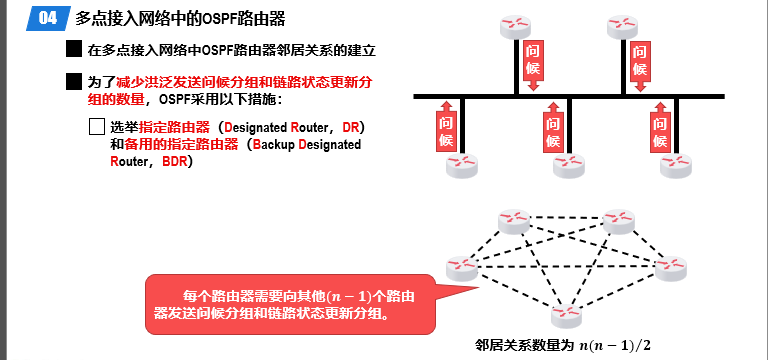 04 多点接入网络中的OSPF路由器
在多点接入网络中OSPF路由器邻居关系的建立
为了减少洪泛发送问候分组和链路状态更新分
组的数量，OSPF采用以下措施：
选举指定路由器（Designated Router，DR）
和备用的指定路由器（Backup Designated
Router，BDR）
问候
问候
问候
问候
问候
每个路由器需要向其他(n − 1)个路由
器发送问候分组和链路状态更新分组。
邻居关系数量为 n(n − 1)/2